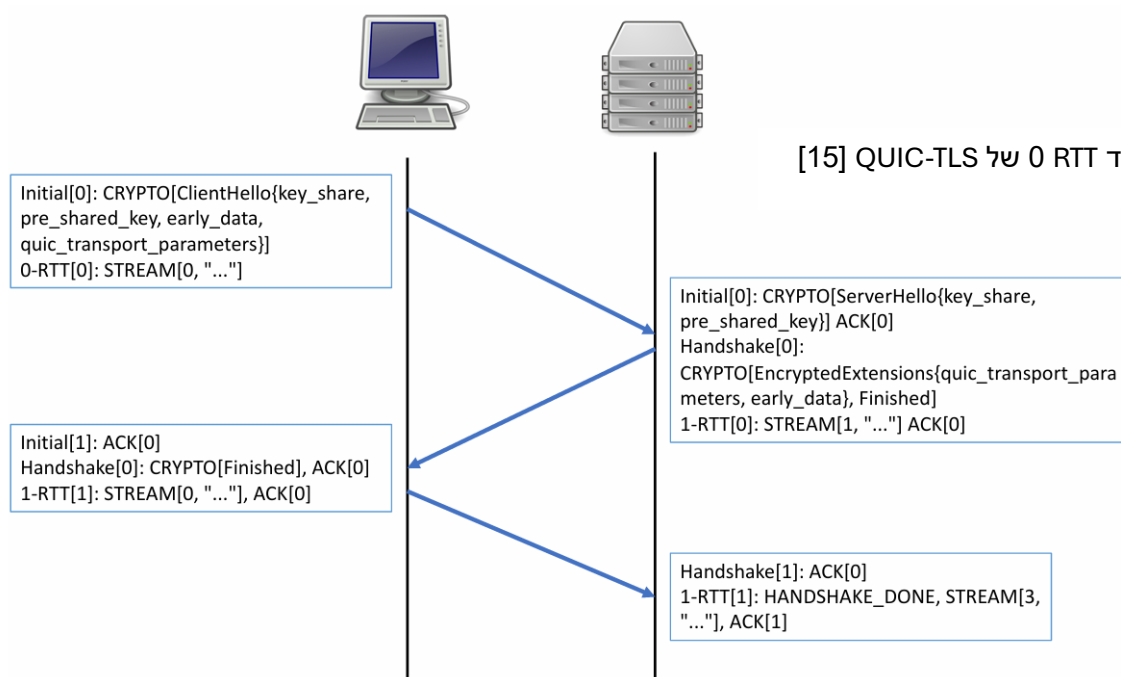 ד 0 RTT של QUIC-TLS [15]
Initial[0]: CRYPTO[ClientHello{key_share,
pre_shared_key, early_data,
quic_transport_parameters}]
0-RTT[0]: STREAM[0, "..."]
Initial[0]: CRYPTO[ServerHello{key_share,
pre_shared_key}] ACK[0]
Handshake[0]:
CRYPTO[EncryptedExtensions{quic_transport_para
meters, early_data}, Finished]
1-RTT[0]: STREAM[1, "..."] ACK[0]
Initial[1]: ACK[0]
Handshake[0]: CRYPTO[Finished], ACK[0]
1-RTT[1]: STREAM[0, "..."], ACK[0]
Handshake[1]: ACK[0]
1-RTT[1]: HANDSHAKE_DONE, STREAM[3,
"..."], ACK[1]